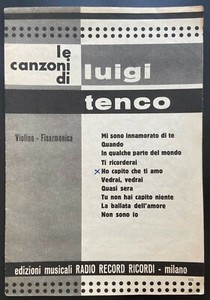 le
canzoni
di
luigi
tenco
Violino - Fisarmonica
Mi sono innamorato di te
Quando
In qualche parte del mondo
Ti ricorderai
Ho capito che ti amo
Vedrai, vedrai
Quasi sera
Tu non hai capito niente
La ballata dell'amore
Non sono io
edizioni musicali RADIO RECORD RICORDI - milano